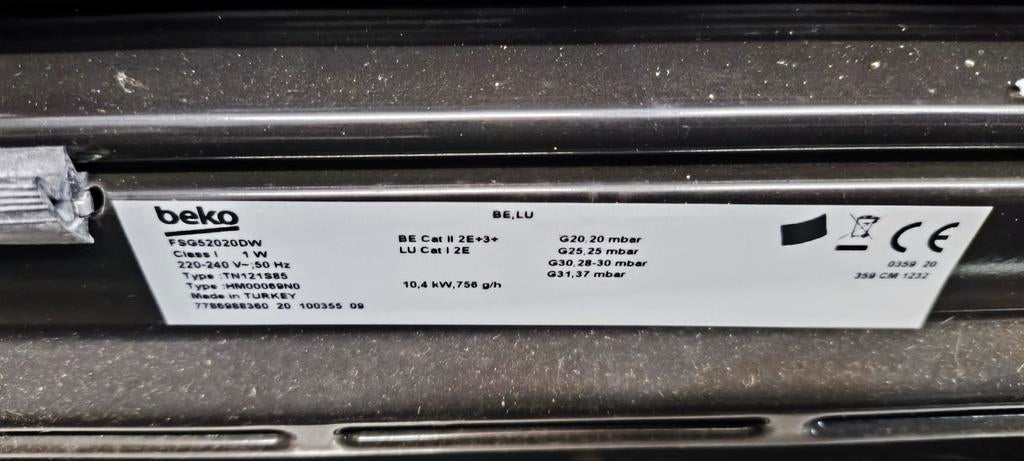 beko
FSG52020DW
Class I 1 W
220-240 V~;50 Hz
Type :TN121S85
Type :HM00069N0
Made in TURKEY
7786988360 20 100355 09
BE,LU
BE Cat II 2E+3+
LU Cat I 2E
10,4 kW,756 g/h
G20,20 mbar
G25,25 mbar
G30,28-30 mbar
G31,37 mbar
CE
0359 20
359 CM 1232